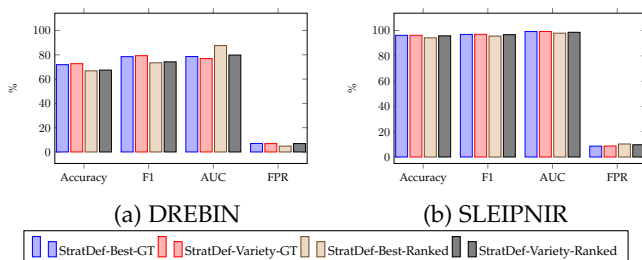 100
80
60
40
20
0
%
Accuracy F1 AUC FPR
(a) DREBIN
100
80
60
40
20
0
%
Accuracy F1 AUC FPR
(b) SLEIPNIR
StratDef-Best-GT StratDef-Variety-GT StratDef-Best-Ranked StratDef-Variety-Ranked